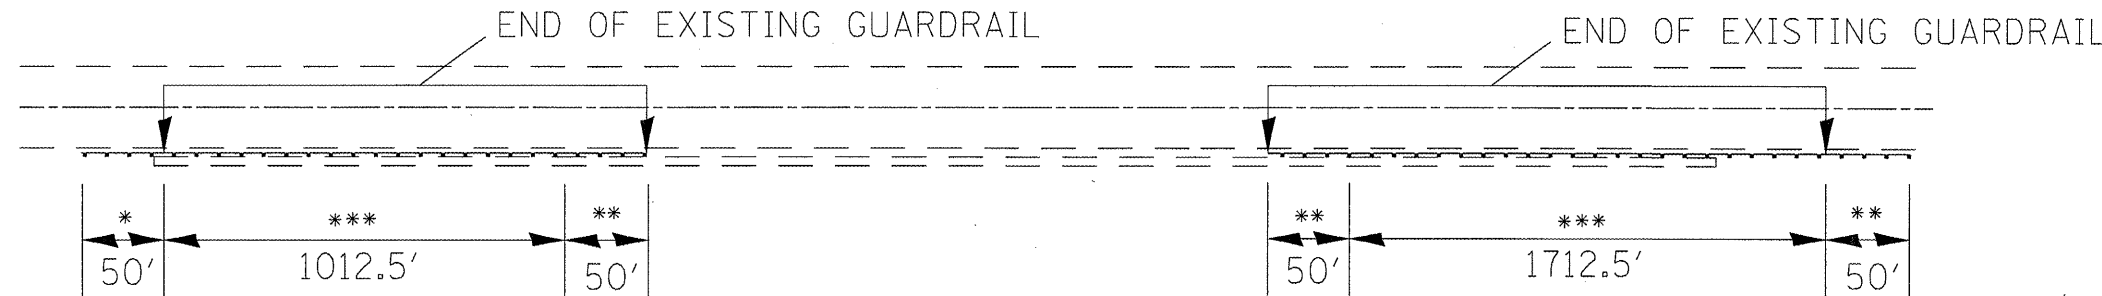 END OF EXISTING GUARDRAIL
END OF EXISTING GUARDRAIL
* *** ** ** *** **
50' 1012.5' 50' 50' 1712.5' 50'